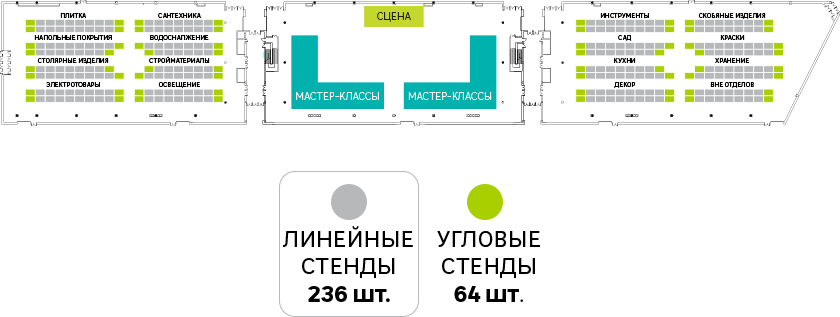 СЦЕНА
ПЛИТКА
САНТЕХНИКА
НАПОЛЬНЫЕ ПОКРЫТИЯ
ВОДОСНАБЖЕНИЕ
СТОЛЯРНЫЕ ИЗДЕЛИЯ
СТРОЙМАТЕРИАЛЫ
ЭЛЕКТРОТОВАРЫ
ОСВЕЩЕНИЕ
МАСТЕР-КЛАССЫ
МАСТЕР-КЛАССЫ
ИНСТРУМЕНТЫ
СКОБЯНЫЕ ИЗДЕЛИЯ
САД
КРАСКИ
КУХНИ
ХРАНЕНИЕ
ДЕКОР
ВНЕ ОТДЕЛОВ
ЛИНЕЙНЫЕ
СТЕНДЫ
236 шт.
УГЛОВЫЕ
СТЕНДЫ
64 шт.